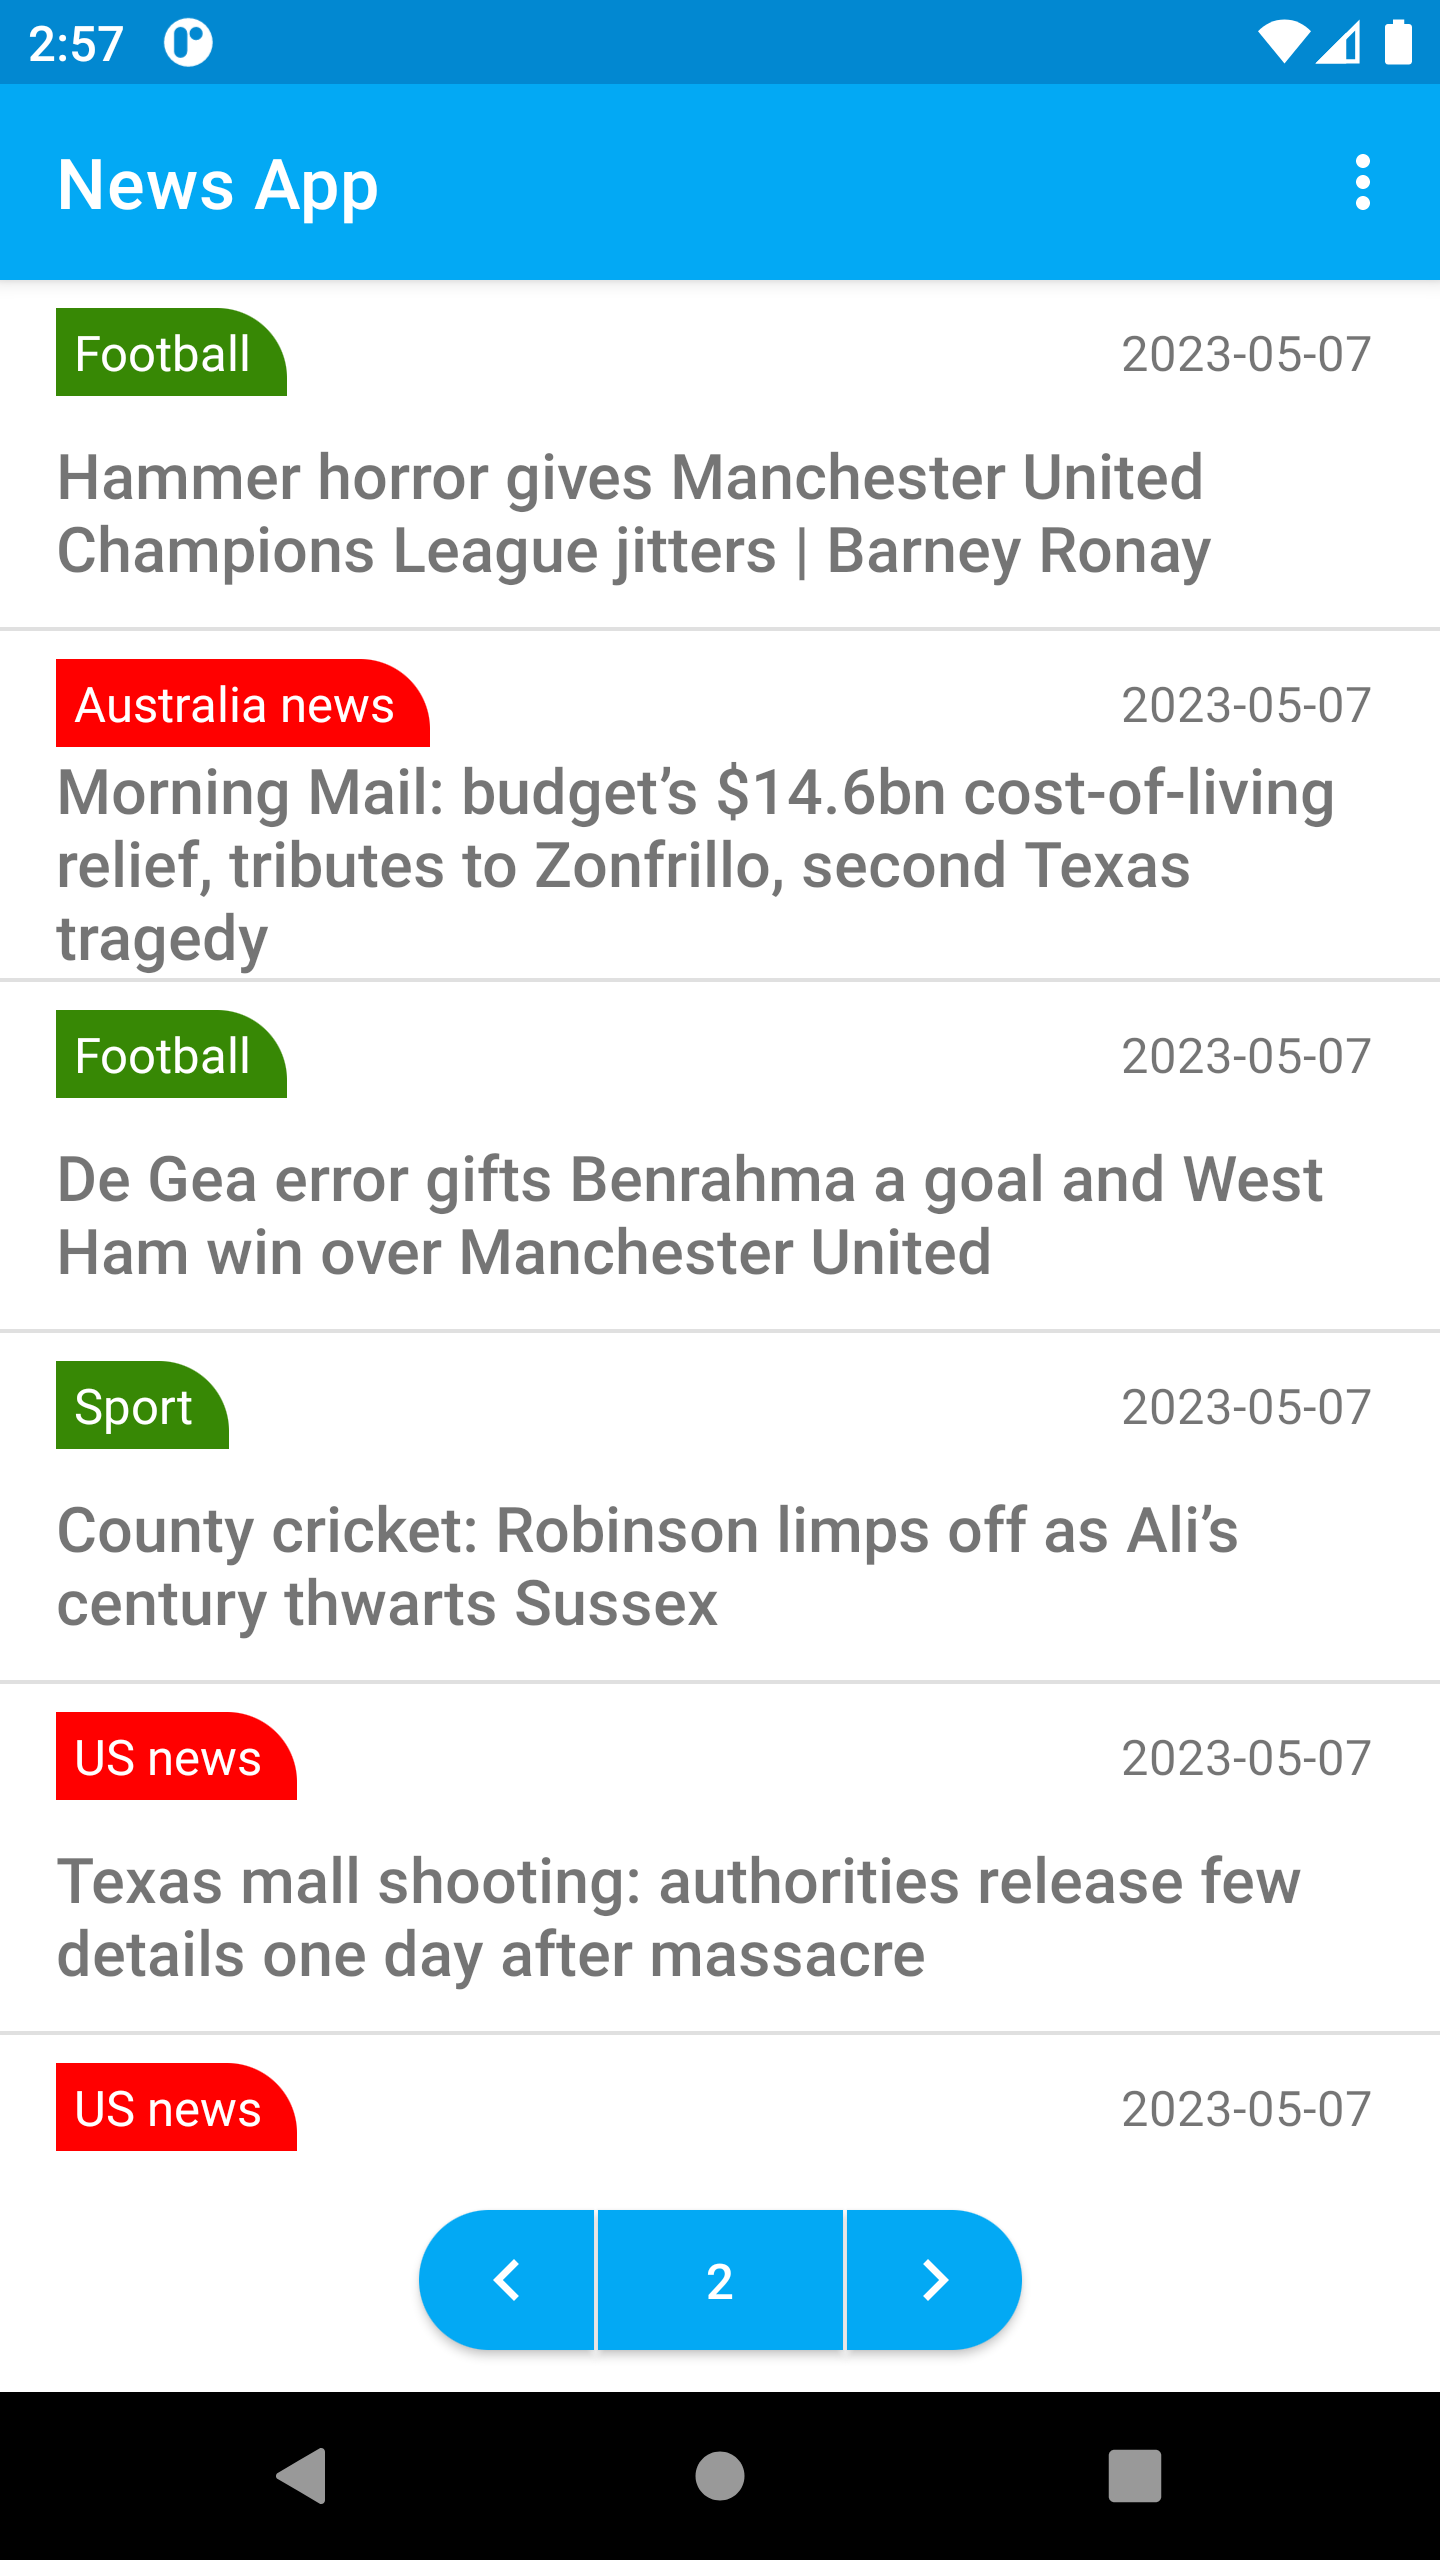 2:57
News App
Football
2023-05-07
Hammer horror gives Manchester United
Champions League jitters | Barney Ronay
Australia news
2023-05-07
Morning Mail: budget’s $14.6bn cost-of-living
relief, tributes to Zonfrillo, second Texas
tragedy
Football
2023-05-07
De Gea error gifts Benrahma a goal and West
Ham win over Manchester United
Sport
2023-05-07
County cricket: Robinson limps off as Ali’s
century thwarts Sussex
US news
2023-05-07
Texas mall shooting: authorities release few
details one day after massacre
US news
2023-05-07
2